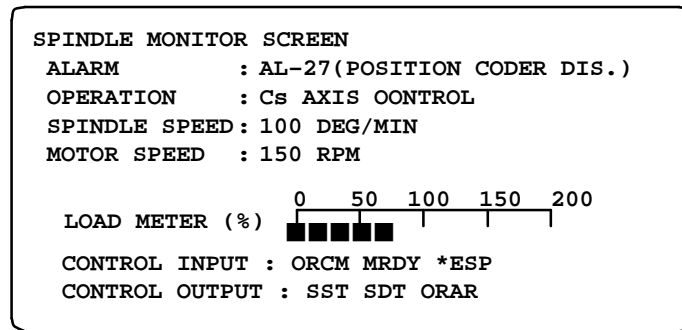 SPINDLE MONITOR SCREEN
ALARM : AL-27(POSITION CODER DIS.)
OPERATION : Cs AXIS OONTROL
SPINDLE SPEED: 100 DEG/MIN
MOTOR SPEED : 150 RPM
0 50 100 150 200
LOAD METER (%)
CONTROL INPUT : ORCM MRDY *ESP
CONTROL OUTPUT : SST SDT ORAR